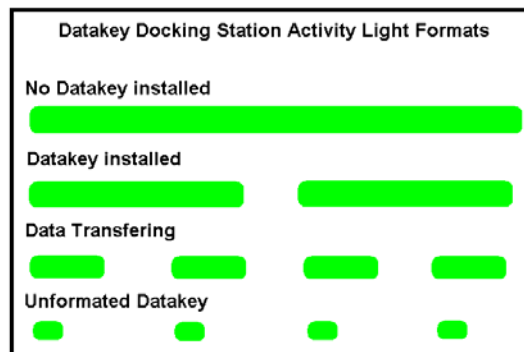 Datakey Docking Station Activity Light Formats
No Datakey installed
Datakey installed
Data Transfering
Unformated Datakey